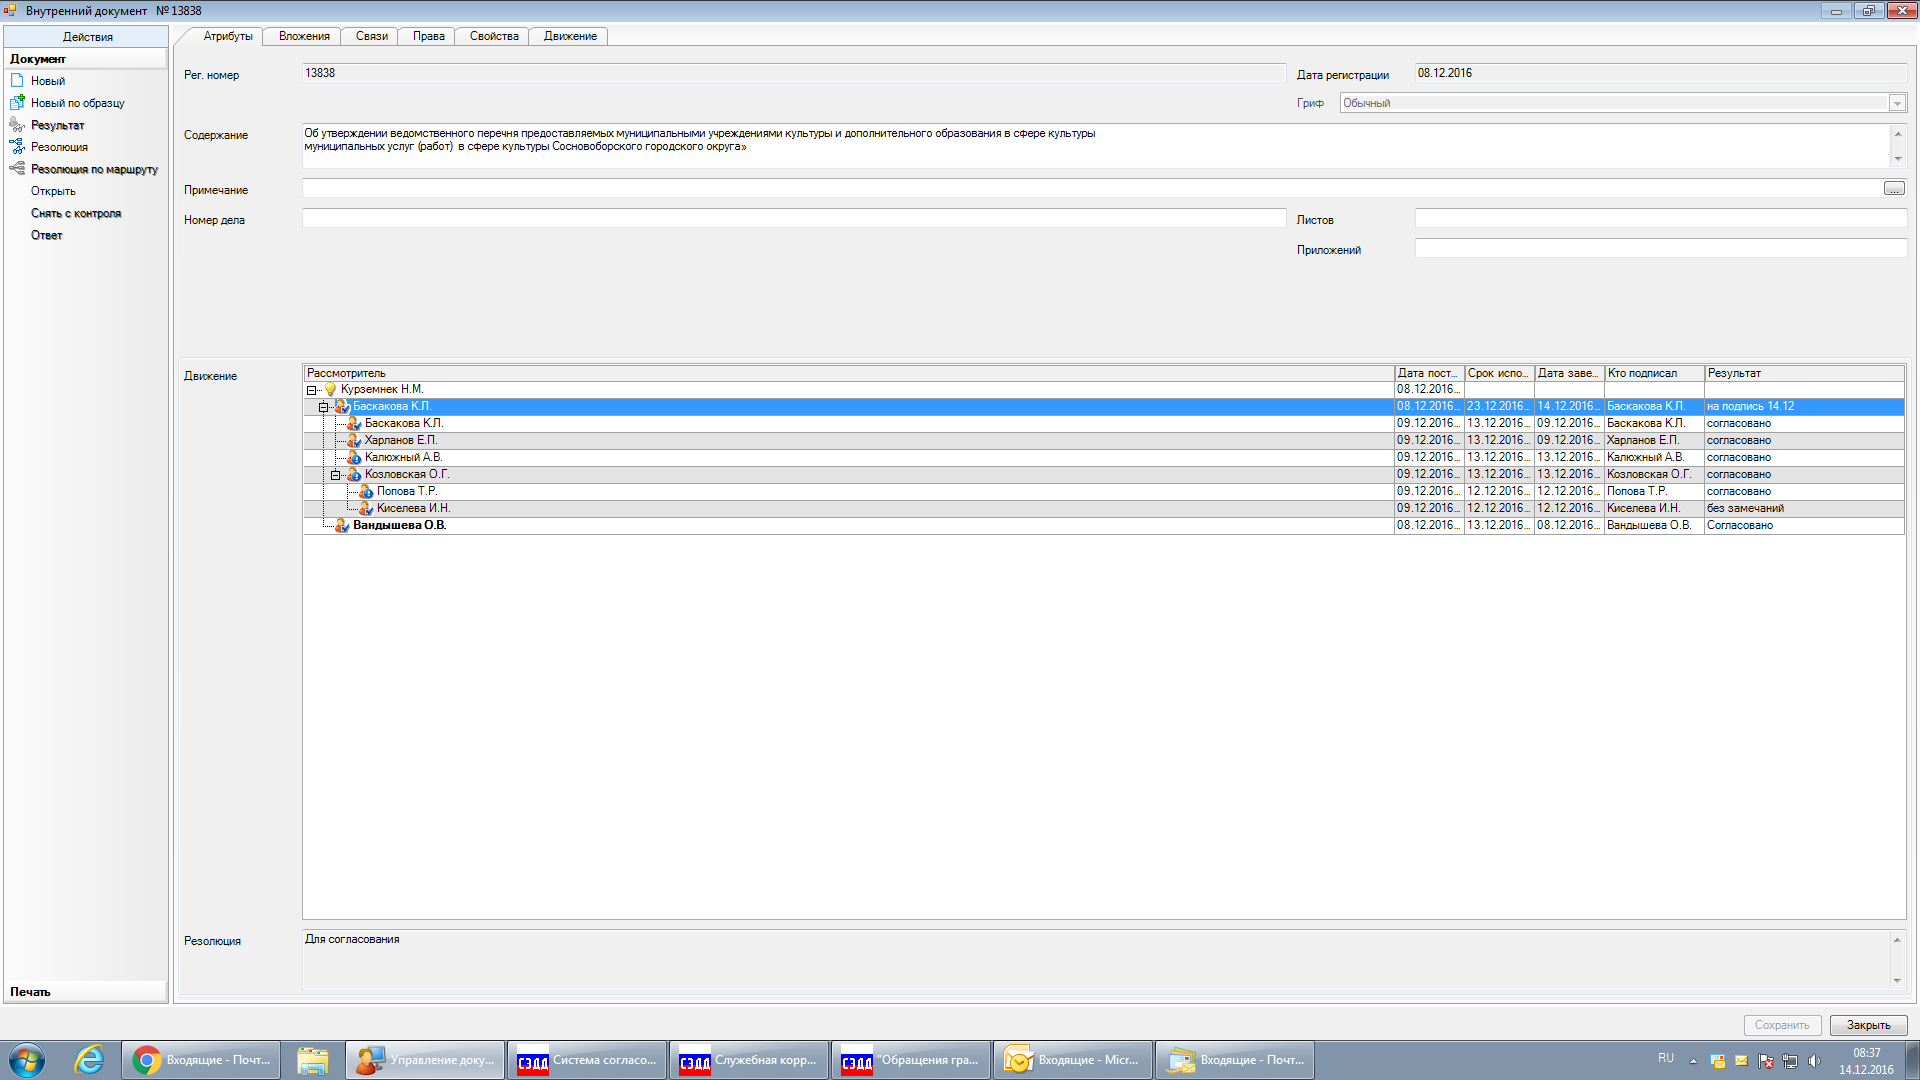 Внутренний документ № 13838
Действия
Документ
Новый
Новый по образцу
Результат
Резолюция
Резолюция по маршруту
Открыть
Снять с контроля
Ответ
Печать
Атрибуты Вложения Связи Права Свойства Движение
Рег. номер 13838 Дата регистрации 08.12.2016
Гриф Обычный
Содержание Об утверждении ведомственного перечня предоставляемых муниципальными учреждениями культуры и дополнительного образования в сфере культуры
муниципальных услуг (работ) в сфере культуры Сосновоборского городского округа»
Примечание ...
Номер дела Листов
Приложений
Движение
Рассмотритель Дата пост... Срок испо... Дата заве... Кто подписал Результат
Курземнек Н.М. 08.12.2016...
Баскакова К.Л. 08.12.2016... 23.12.2016... 14.12.2016... Баскакова К.Л. на подпись 14.12
Баскакова К.Л. 09.12.2016... 13.12.2016... 09.12.2016... Баскакова К.Л. согласовано
Харланов Е.П. 09.12.2016... 13.12.2016... 09.12.2016... Харланов Е.П. согласовано
Калюжный А.В. 09.12.2016... 13.12.2016... 13.12.2016... Калюжный А.В. согласовано
Козловская О.Г. 09.12.2016... 13.12.2016... 13.12.2016... Козловская О.Г. согласовано
Попова Т.Р. 09.12.2016... 12.12.2016... 12.12.2016... Попова Т.Р. согласовано
Киселева И.Н. 09.12.2016... 12.12.2016... 12.12.2016... Киселева И.Н. без замечаний
Вандышева О.В. 08.12.2016... 13.12.2016... 08.12.2016... Вандышева О.В. Согласовано
Резолюция Для согласования
Сохранить Закрыть
Входящие - Почт... Управление доку... СЭДД Система согласо... СЭДД Служебная корр... СЭДД "Обращения гра... Входящие - Micr... Входящие - Почт... RU 08:37
14.12.2016